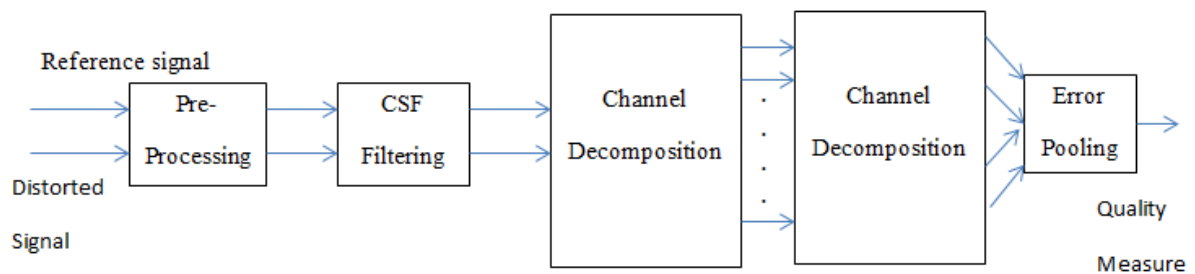 Reference signal
Distorted
Signal
Pre-
Processing
CSF
Filtering
Channel
Decomposition
Channel
Decomposition
Error
Pooling
Quality
Measure